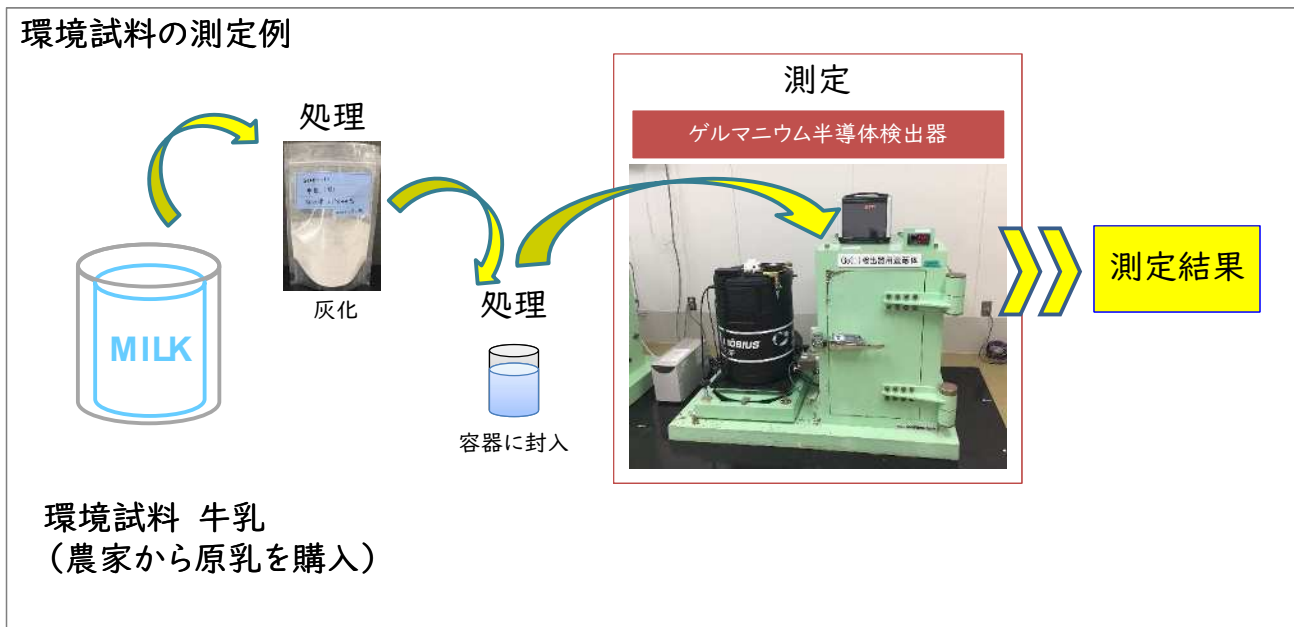 環境試料の測定例
測定
処理
ゲルマニウム半導体検出器
MILK
灰化
処理
容器に封入
MÖBIUS
測定結果
環境試料 牛乳
(農家から原乳を購入)